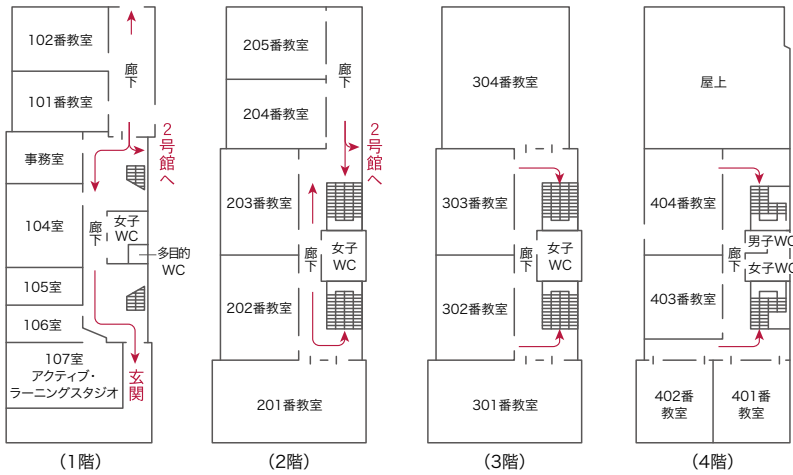 102番教室
廊下
101番教室
2号館へ
事務室
104室
廊下
女子
WC
多目的
WC
105室
106室
107室
アクティブ・
ラーニングスタジオ
玄関
(1階)
205番教室
廊下
204番教室
2号館へ
203番教室
廊下
女子
WC
202番教室
201番教室
(2階)
304番教室
303番教室
廊下
女子
WC
302番教室
301番教室
(3階)
屋上
404番教室
廊下
男子WC
女子WC
403番教室
402番
教室
401番
教室
(4階)